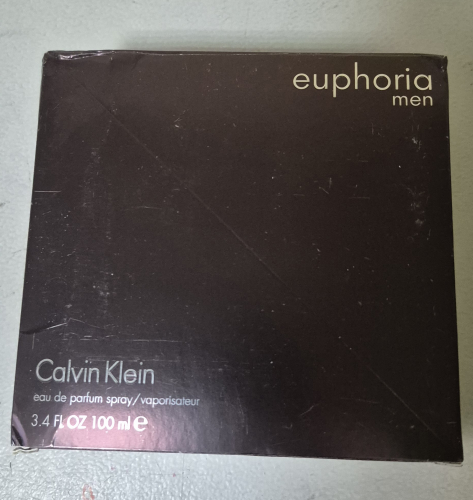 euphoria
men
Calvin Klein
eau de parfum spray/vaporisateur
3.4 Fl OZ 100 ml ℮